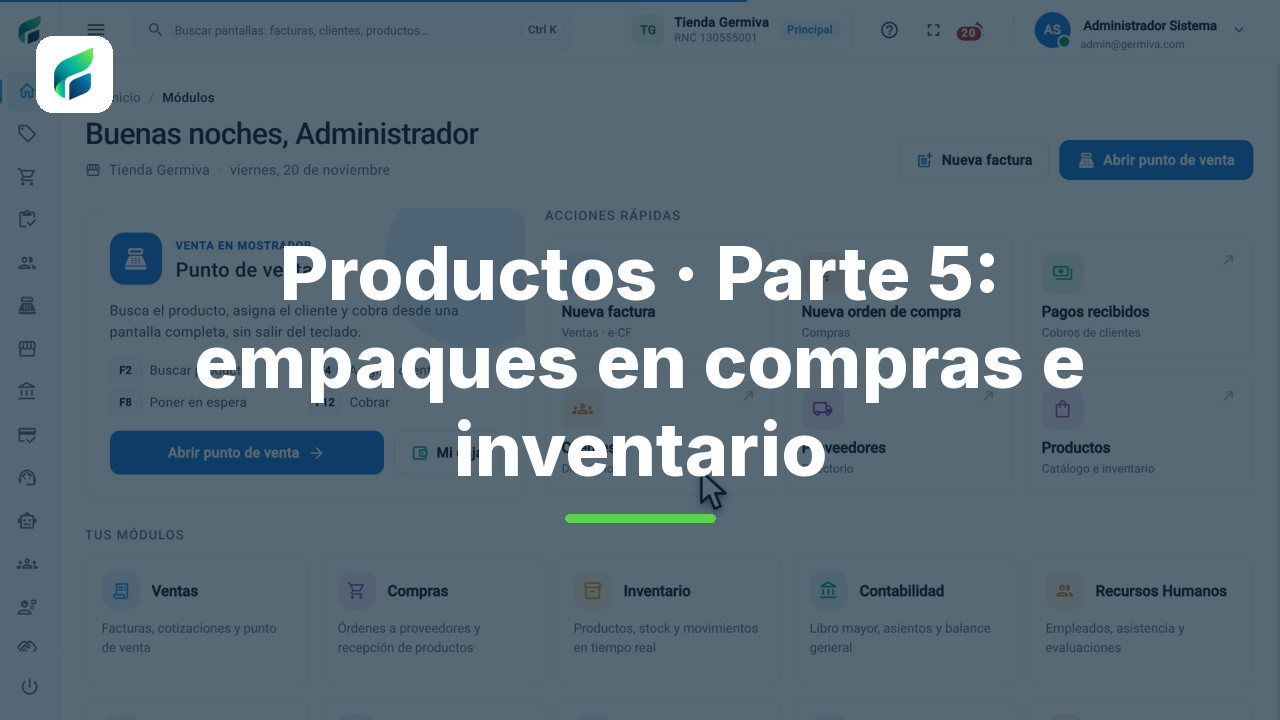 Buscar pantallas: facturas, clientes, productos...
Ctrl K
TG
Tienda Germiva
RNC 130555001
Principal
20
AS
Administrador Sistema
admin@germiva.com
/ Módulos
Buenas noches, Administrador
Tienda Germiva · viernes, 20 de noviembre
Nueva factura
Abrir punto de venta
ACCIONES RÁPIDAS
VENTA EN MOSTRADOR
Productos · Parte 5:
empaques en compras e
inventario
Busca el producto, asigna el cliente y cobra desde una
pantalla completa, sin salir del teclado.
F2
F8 Poner en espera
F12 Cobrar
Abrir punto de venta
Nueva factura
Ventas · e-CF
Nueva orden de compra
Compras
Pagos recibidos
Cobros de clientes
Productos
Catálogo e inventario
TUS MÓDULOS
Ventas
Facturas, cotizaciones y punto
de venta
Compras
Órdenes a proveedores y
recepción de productos
Inventario
Productos, stock y movimientos
en tiempo real
Contabilidad
Libro mayor, asientos y balance
general
Recursos Humanos
Empleados, asistencia y
evaluaciones